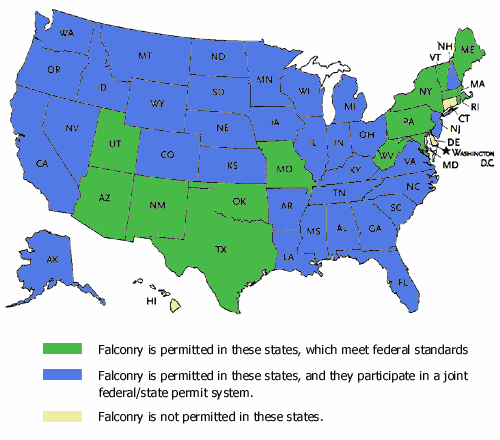 WA
MT
ND
MN
OR
ID
SD
WI
MI
WY
NV
NE
IA
UT
CO
KS
MO
IL
IN
OH
CA
AZ
NM
OK
AR
TX
LA
MS
AL
GA
FL
SC
NC
TN
KY
VA
WV
PA
NY
VT
NH
ME
MA
RI
CT
NJ
DE
WASHINGTON
D.C.
MD
AK
HI
Falconry is permitted in these states, which meet federal standards
Falconry is permitted in these states, and they participate in a joint
federal/state permit system.
Falconry is not permitted in these states.